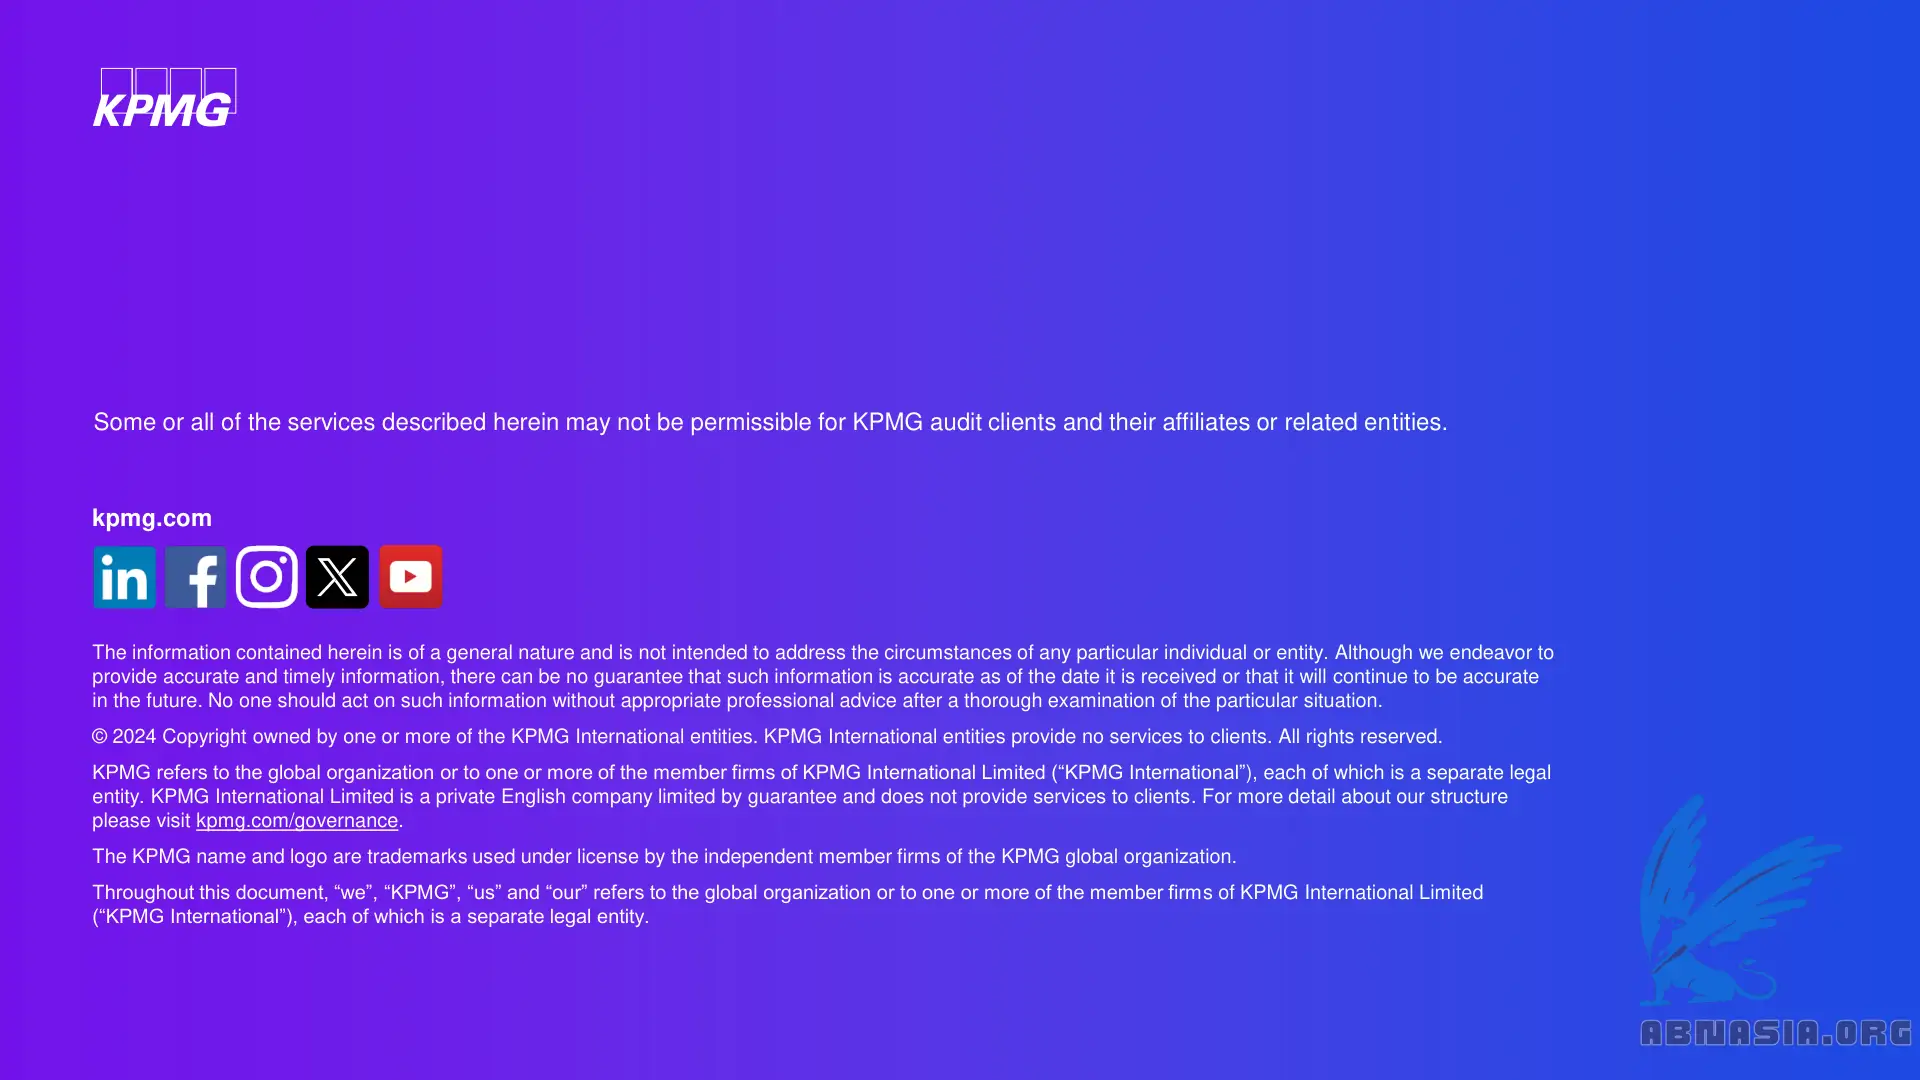 KPMG
Some or all of the services described herein may not be permissible for KPMG audit clients and their affiliates or related entities.
kpmg.com
in f X
The information contained herein is of a general nature and is not intended to address the circumstances of any particular individual or entity. Although we endeavor to
provide accurate and timely information, there can be no guarantee that such information is accurate as of the date it is received or that it will continue to be accurate
in the future. No one should act on such information without appropriate professional advice after a thorough examination of the particular situation.
© 2024 Copyright owned by one or more of the KPMG International entities. KPMG International entities provide no services to clients. All rights reserved.
KPMG refers to the global organization or to one or more of the member firms of KPMG International Limited (“KPMG International”), each of which is a separate legal
entity. KPMG International Limited is a private English company limited by guarantee and does not provide services to clients. For more detail about our structure
please visit kpmg.com/governance.
The KPMG name and logo are trademarks used under license by the independent member firms of the KPMG global organization.
Throughout this document, “we”, “KPMG”, “us” and “our” refers to the global organization or to one or more of the member firms of KPMG International Limited
(“KPMG International”), each of which is a separate legal entity.
ABNASIA.ORG